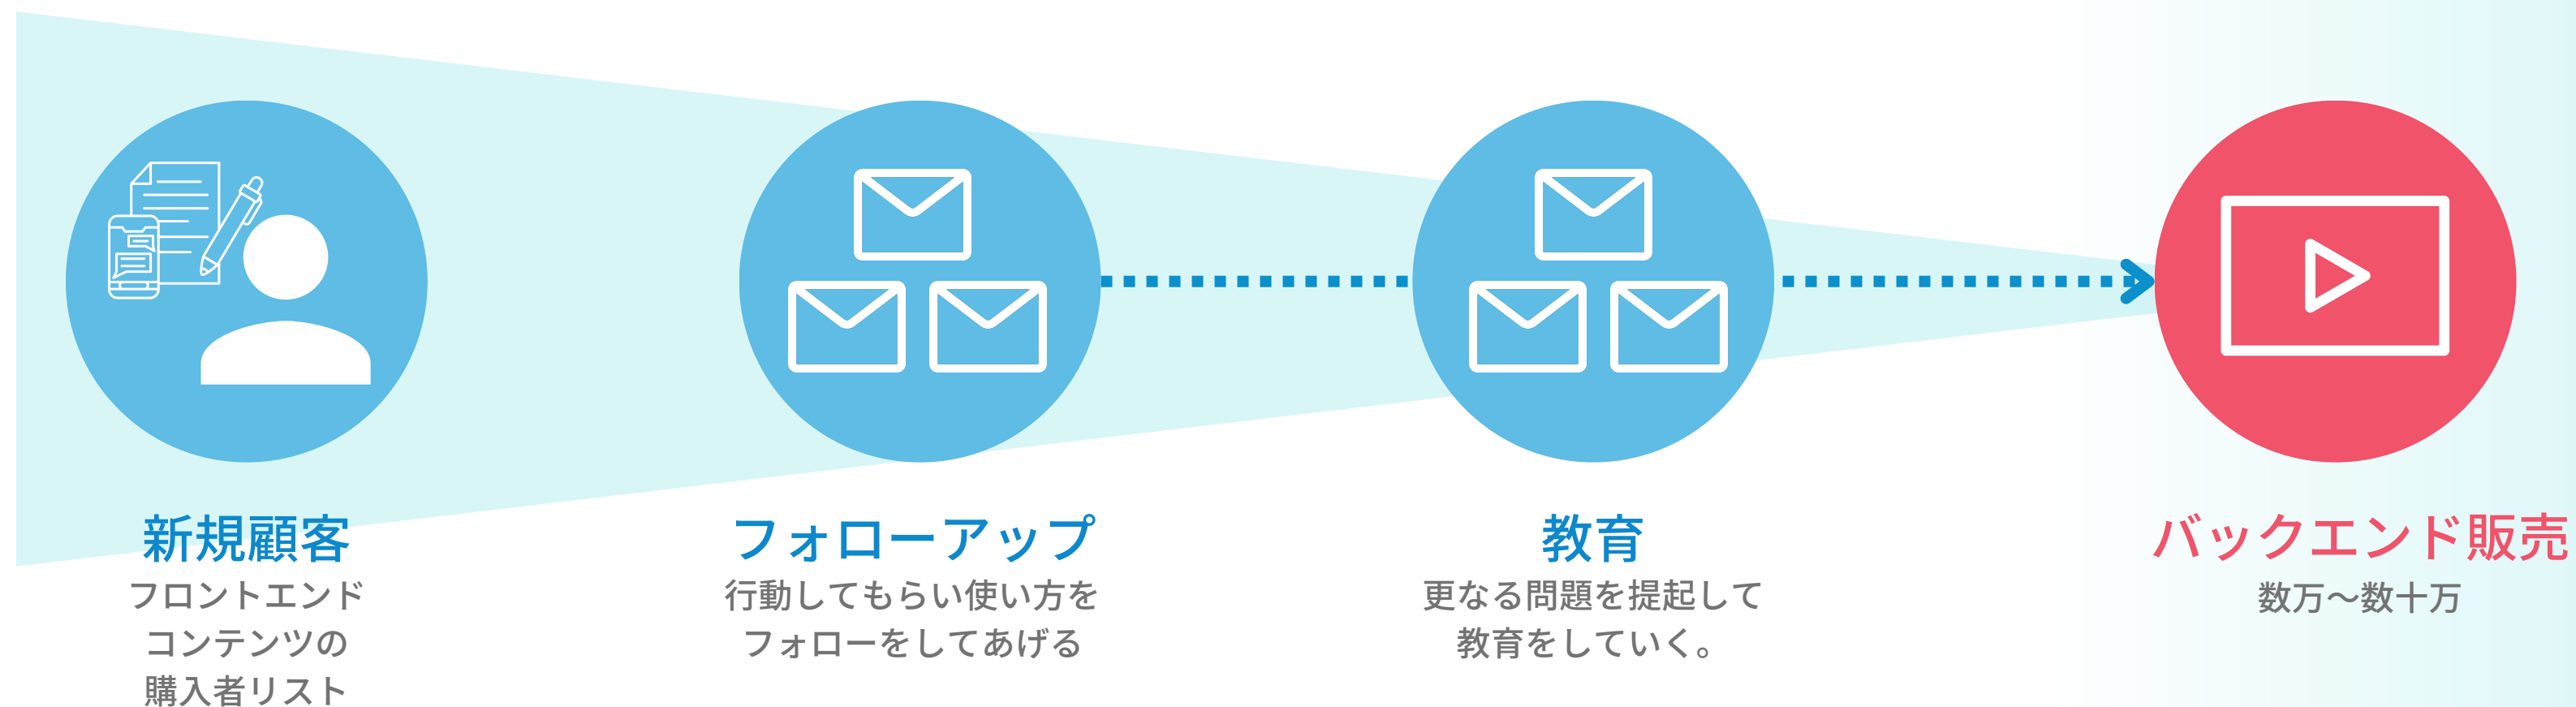 新規顧客
フロントエンド
コンテンツの
購入者リスト
フォローアップ
行動してもらい使い方を
フォローをしてあげる
教育
更なる問題を提起して
教育をしていく。
バックエンド販売
数万～数十万